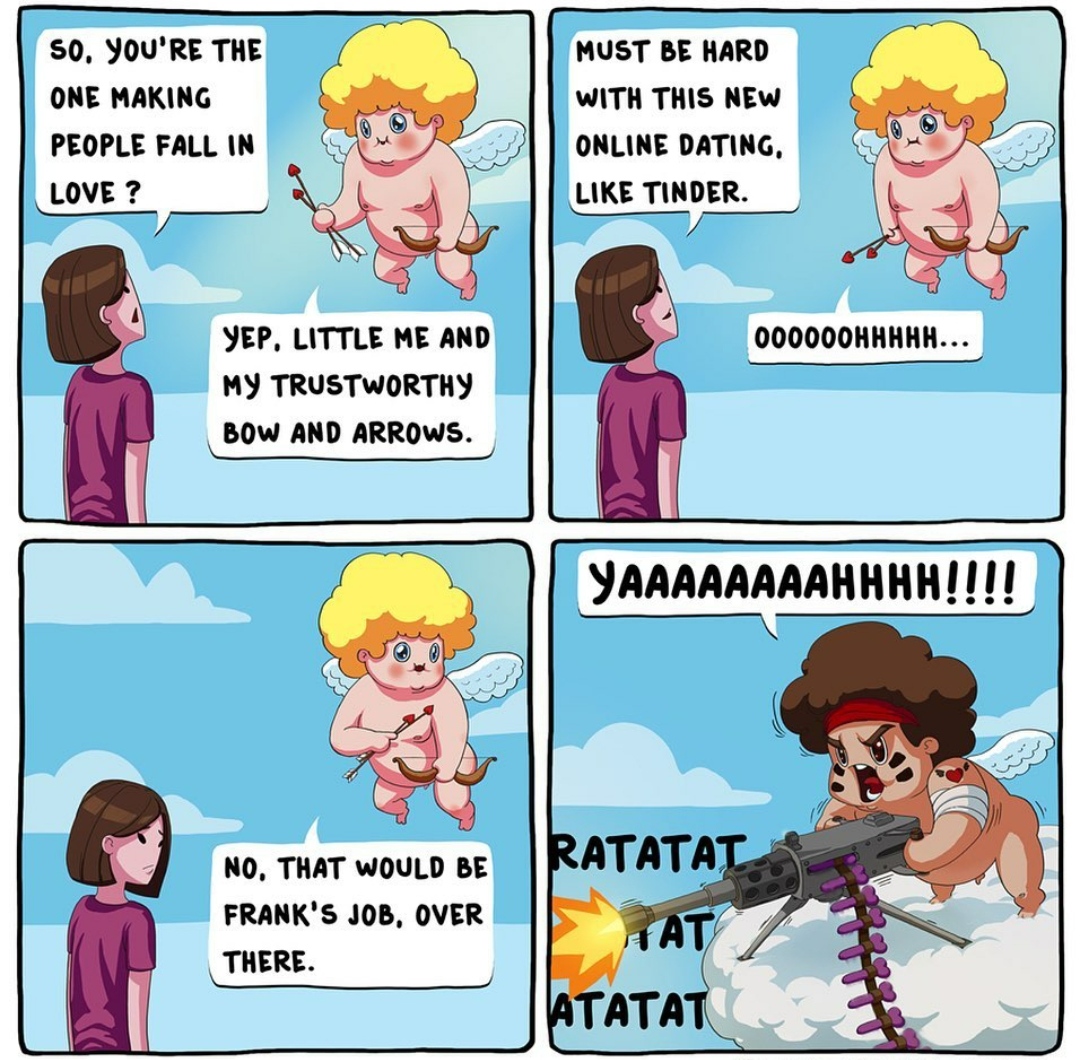 SO, YOU'RE THE
ONE MAKING
PEOPLE FALL IN
LOVE ?
YEP, LITTLE ME AND
MY TRUSTWORTHY
BOW AND ARROWS.
MUST BE HARD
WITH THIS NEW
ONLINE DATING,
LIKE TINDER.
OOOOOOHHHHH...
NO, THAT WOULD BE
FRANK'S JOB, OVER
THERE.
YAAAAAAAAHHHH!!!!
RATATAT
TAT
ATATAT